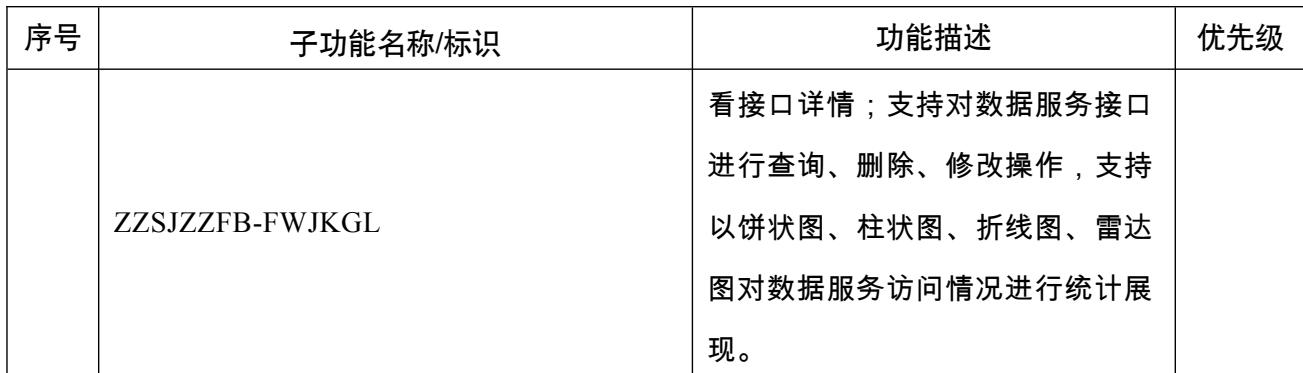 序号 子功能名称/标识 功能描述 优先级
看接口详情；支持对数据服务接口
进行查询、删除、修改操作，支持
ZZSJZZFB-FWJKGL
以饼状图、柱状图、折线图、雷达
图对数据服务访问情况进行统计展
现。